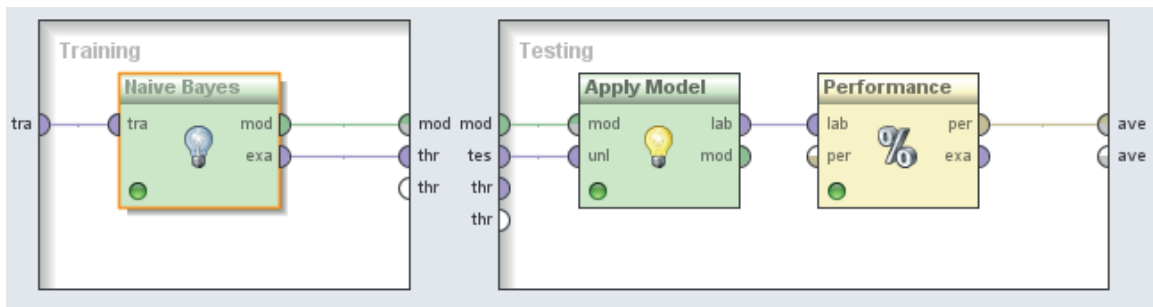 Training
Testing
Naive Bayes
Apply Model
Performance
tra
tra
mod
mod
mod
mod
lab
lab
per
ave
exa
thr
tes
unl
mod
per
%
exa
ave
thr
thr
thr